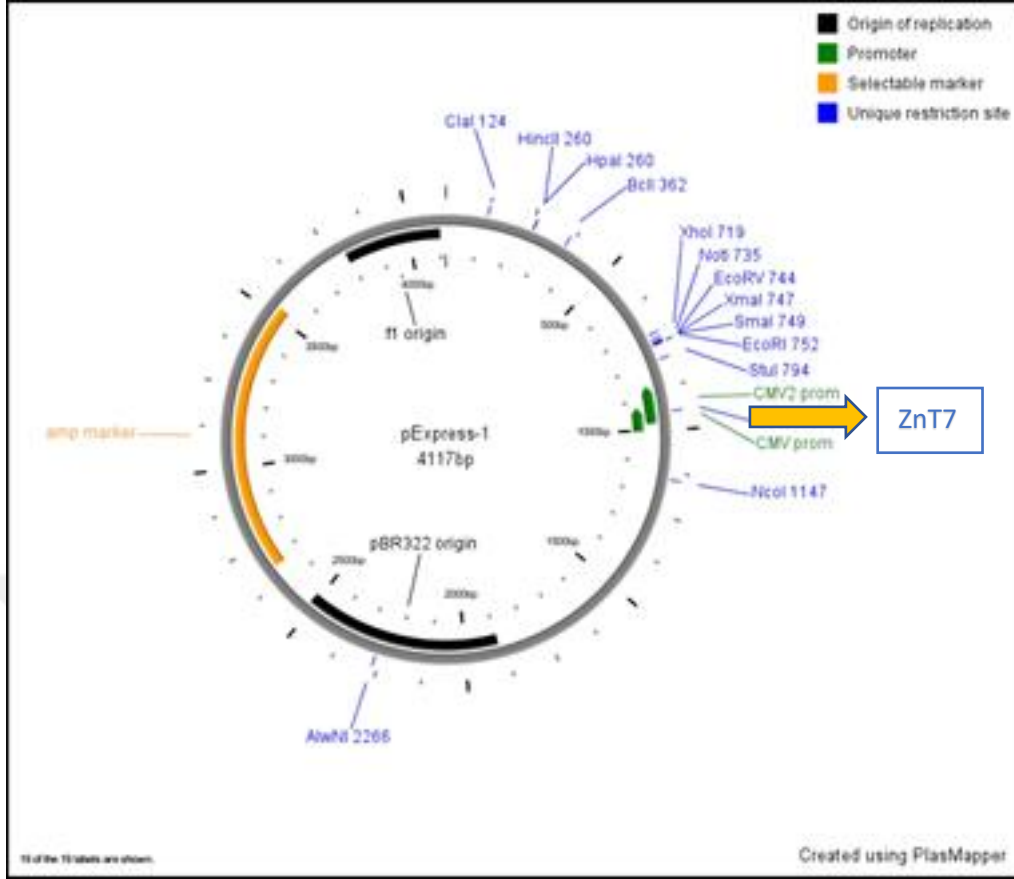 Origin of replication
Promoter
Selectable marker
Unique restriction site
ClaI 124
HincII 260
HpaI 260
BclI 362
XhoI 719
NotI 735
EcoRV 744
XmaI 747
SmaI 749
EcoRI 752
StuI 794
CMV2 prom
ZnT7
CMV prom
NcoI 1147
4000bp
500bp
f1 origin
3500bp
amp marker
1000bp
pExpress-1
4117bp
3000bp
pBR322 origin
1500bp
2500bp
2000bp
AlwNI 2266
Created using PlasMapper